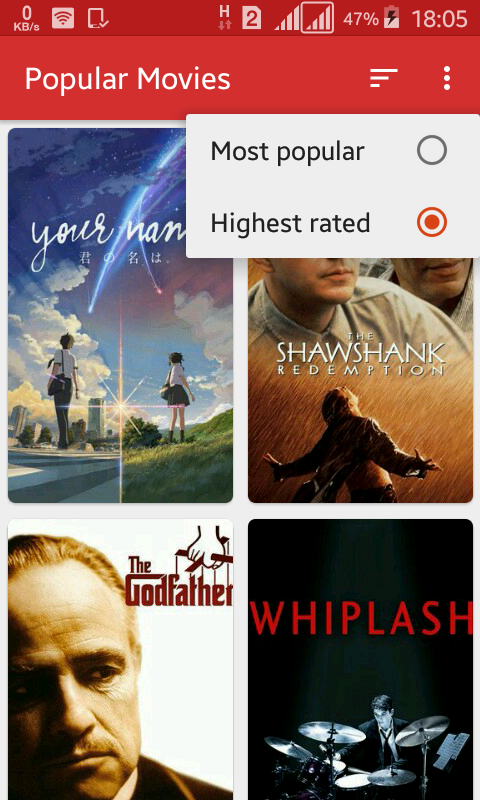 0
KB/s
H
2
47%
18:05
Popular Movies
Most popular
Highest rated
your nam
君の名は。
THE
SHAWSHANK
REDEMPTION
The
Godfather
WHIPLASH